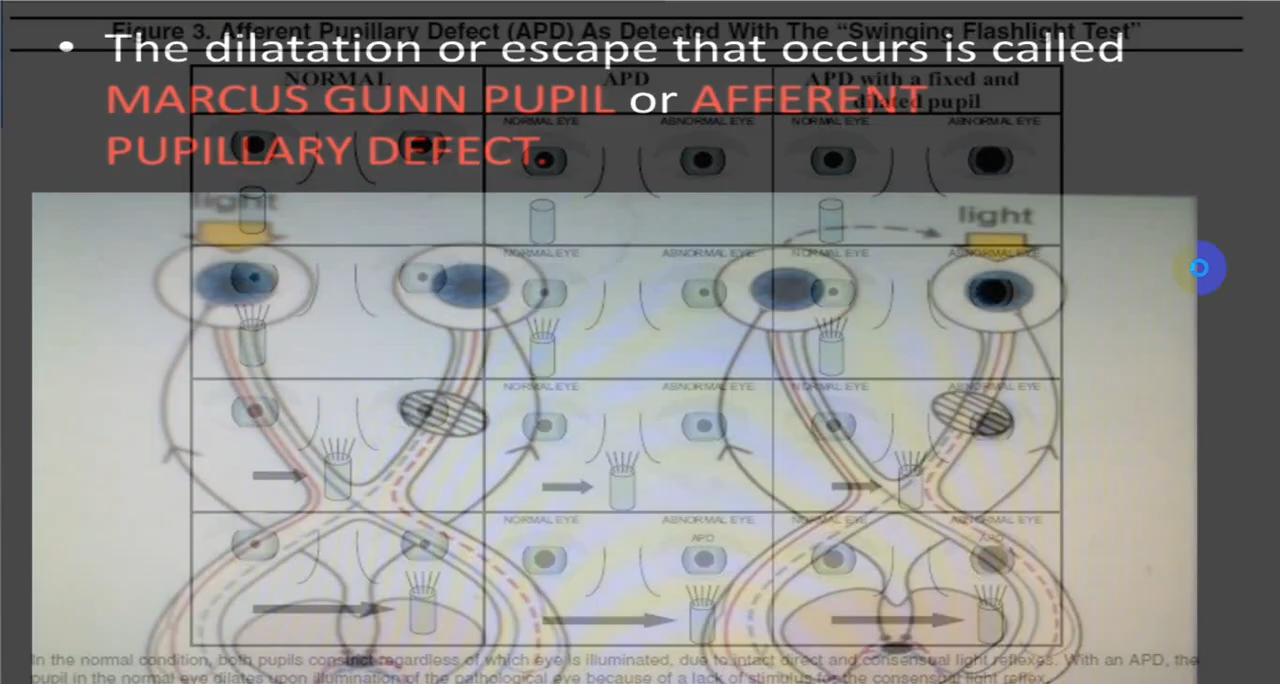 Figure 3. Afferent Pupillary Defect (APD) As Detected With The “Swinging Flashlight Test”
• The dilatation or escape that occurs is called
MARCUS GUNN PUPIL or AFFERENT
PUPILLARY DEFECT.
NORMAL
APD
APD with a fixed and
dilated pupil
NORMAL EYE ABNORMAL EYE NORMAL EYE ABNORMAL EYE
light
light
NORMAL EYE ABNORMAL EYE NORMAL EYE ABNORMAL EYE
NORMAL EYE ABNORMAL EYE NORMAL EYE ABNORMAL EYE
NORMAL EYE ABNORMAL EYE NORMAL EYE ABNORMAL EYE
APD APD
In the normal condition, both pupils constrict regardless of which eye is illuminated, due to intact direct and consensual light reflexes. With an APD, the
pupil in the normal eye dilates upon illumination of the pathological eye because of a lack of stimulus for the consensual light reflex.